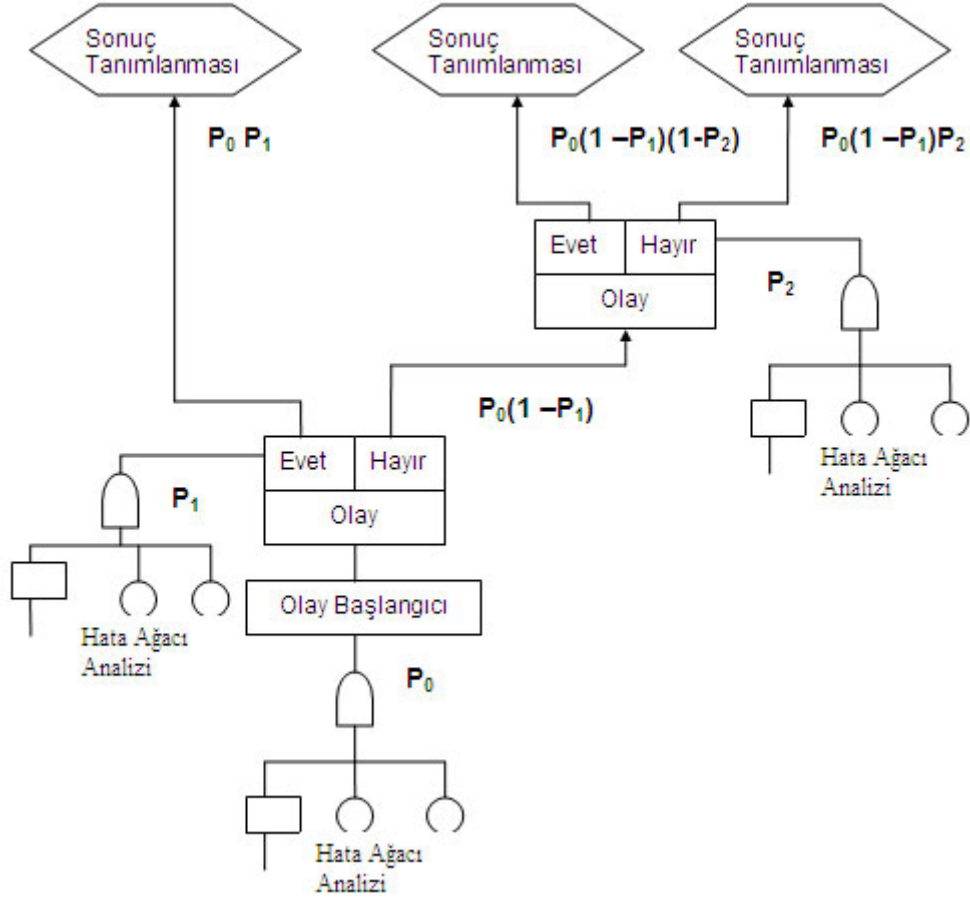 Sonuç
Tanımlanması
Sonuç
Tanımlanması
Sonuç
Tanımlanması
P₀ P₁
P₀(1 –P₁)(1-P₂)
P₀(1 –P₁)P₂
Evet
Hayır
Olay
P₂
P₀(1 –P₁)
Hata Ağacı
Analizi
Evet
Hayır
Olay
P₁
Olay Başlangıcı
Hata Ağacı
Analizi
P₀
Hata Ağacı
Analizi